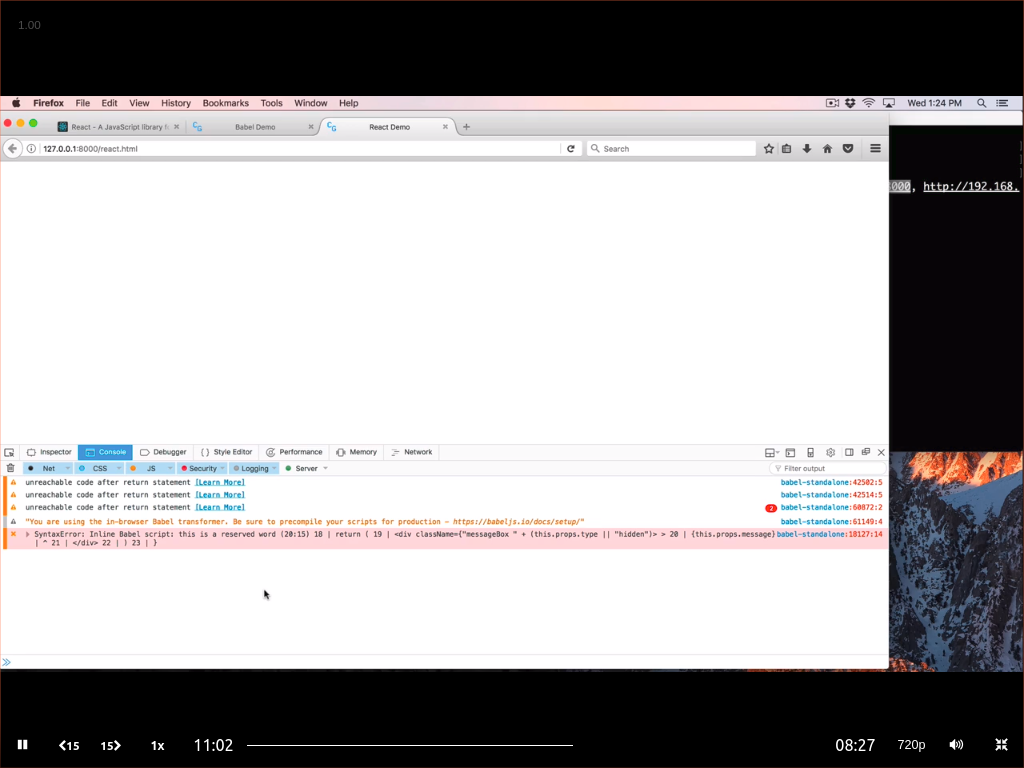 1.00
Firefox File Edit View History Bookmarks Tools Window Help Wed 1:24 PM
React - A JavaScript library f Babel Demo React Demo
127.0.0.1:8000/react.html Search
000, http://192.168.
Inspector Console Debugger Style Editor Performance Memory Network
Net CSS JS Security Logging Server Filter output
unreachable code after return statement [Learn More] babel-standalone:42502:5
unreachable code after return statement [Learn More] babel-standalone:42514:5
unreachable code after return statement [Learn More] 2 babel-standalone:60872:2
"You are using the in-browser Babel transformer. Be sure to precompile your scripts for production - https://babeljs.io/docs/setup/" babel-standalone:61149:4
SyntaxError: Inline Babel script: this is a reserved word (20:15) 18 | return ( 19 | <div className={"messageBox " + (this.props.type || "hidden")> > 20 | {this.props.message} babel-standalone:18127:14
| ^ 21 | </div> 22 | ) 23 | }
15 15 1x 11:02 08:27 720p